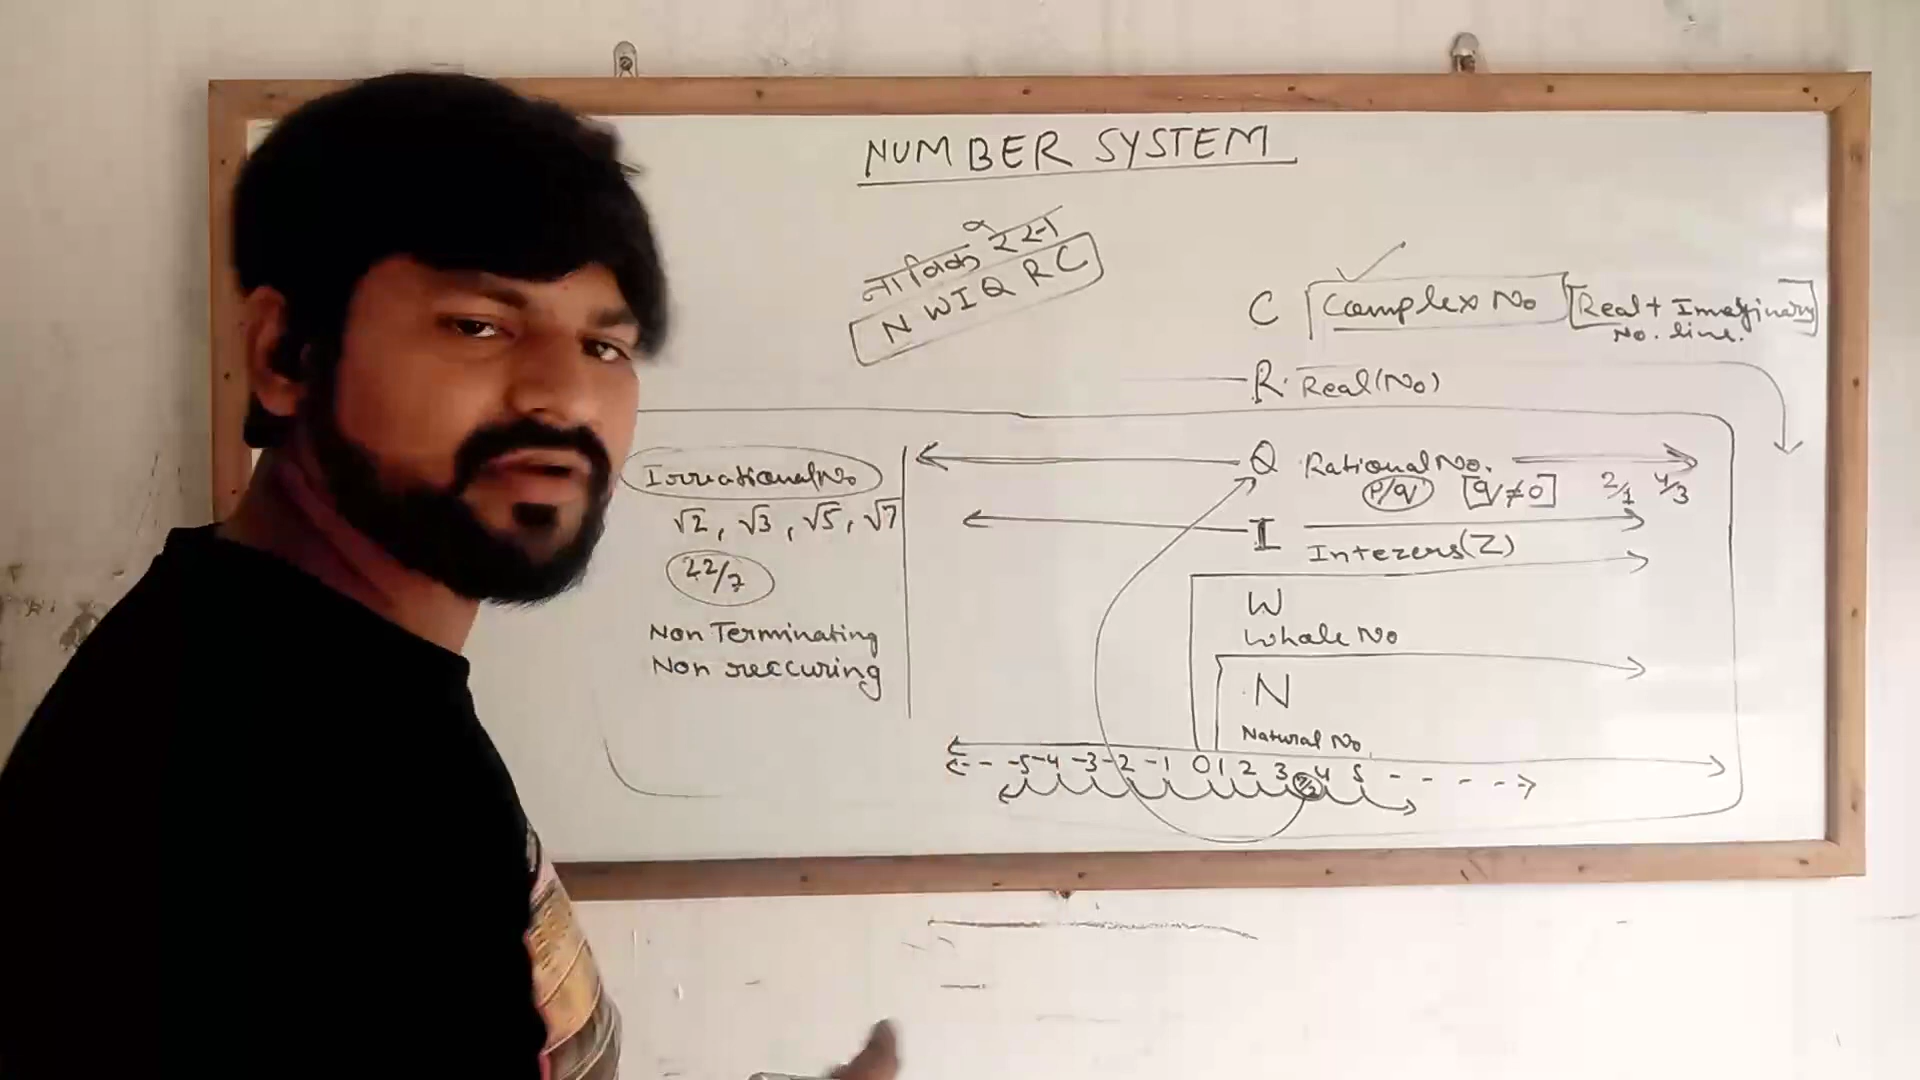 NUMBER SYSTEM
नाविक
N W I Q R C
C Complex No [Real + Imaginary]
No. line.
R. Real (No)
Irrational No
√2, √3, √5, √7
22/7
Non Terminating
Non reccuring
Q Rational No.
P/q [q≠0] 2/1 4/3
I
Intezers(Z)
W
Whole No
N
Natural No.
-- -5 -4 -3 -2 -1 0 1 2 3 4 5 - - - -